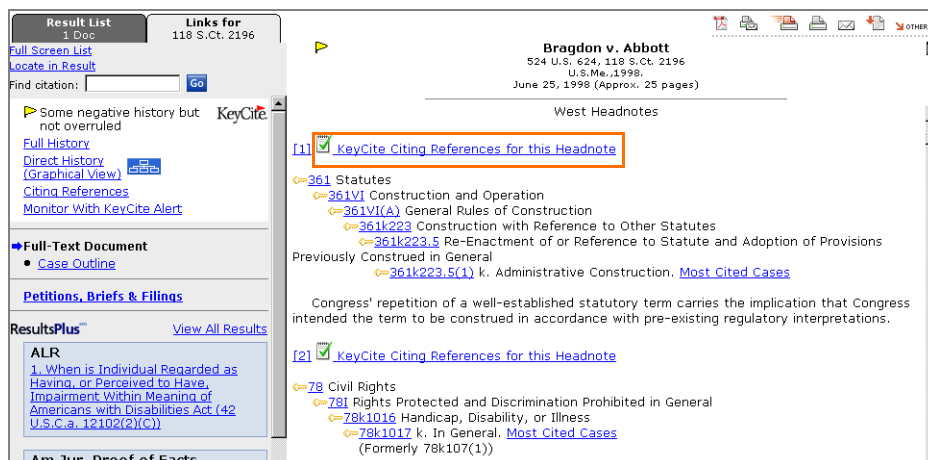 Result List
1 Doc
Links for
118 S.Ct. 2196
Full Screen List
Locate in Result
Find citation:
Go
Some negative history but
not overruled
KeyCite
Full History
Direct History
(Graphical View)
Citing References
Monitor With KeyCite Alert
Full-Text Document
Case Outline
Petitions, Briefs & Filings
ResultsPlus™
View All Results
ALR
1. When is Individual Regarded as
Having, or Perceived to Have,
Impairment Within Meaning of
Americans with Disabilities Act (42
U.S.C.a. 12102(2)(C))
Am Jur Proof of Facts
OTHER
Bragdon v. Abbott
524 U.S. 624, 118 S.Ct. 2196
U.S.Me.,1998.
June 25, 1998 (Approx. 25 pages)
West Headnotes
[1] KeyCite Citing References for this Headnote
361 Statutes
361VI Construction and Operation
361VI(A) General Rules of Construction
361k223 Construction with Reference to Other Statutes
361k223.5 Re-Enactment of or Reference to Statute and Adoption of Provisions
Previously Construed in General
361k223.5(1) k. Administrative Construction. Most Cited Cases
Congress' repetition of a well-established statutory term carries the implication that Congress
intended the term to be construed in accordance with pre-existing regulatory interpretations.
[2] KeyCite Citing References for this Headnote
78 Civil Rights
78I Rights Protected and Discrimination Prohibited in General
78k1016 Handicap, Disability, or Illness
78k1017 k. In General. Most Cited Cases
(Formerly 78k107(1))